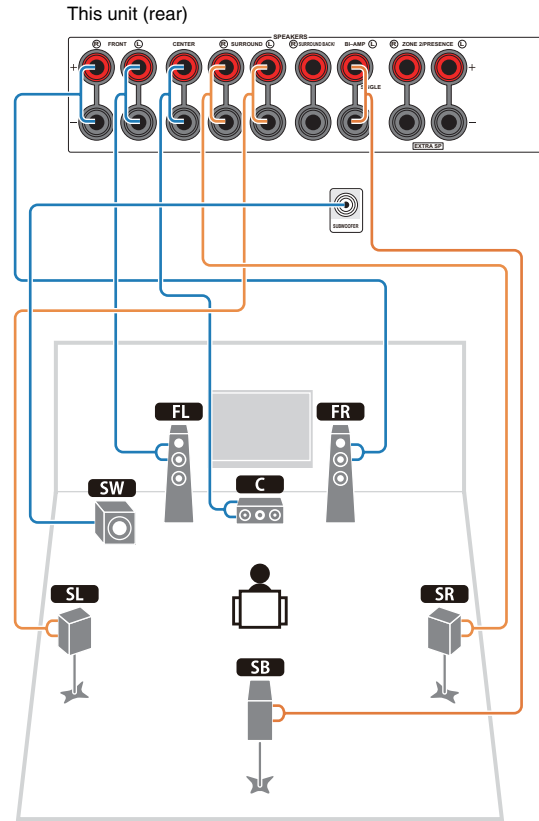 This unit (rear)
SPEAKERS
R FRONT L CENTER R SURROUND L R SURROUND BACK/ Bi-AMP L R ZONE 2/PRESENCE L
+ +
SINGLE
– –
EXTRA SP
SUBWOOFER
FL FR
SW C
SL SR
SB